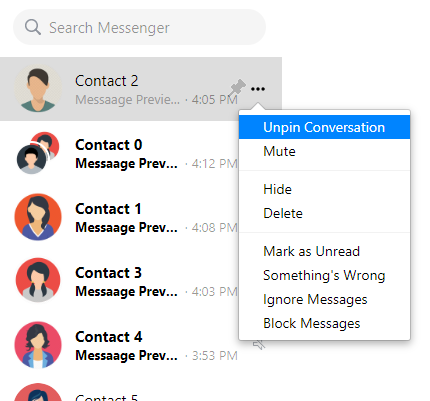 Search Messenger
Contact 2
Messaage Previe... · 4:05 PM
Unpin Conversation
Mute
Hide
Delete
Mark as Unread
Something's Wrong
Ignore Messages
Block Messages
Contact 0
Messaage Prev... · 4:12 PM
Contact 1
Messaage Prev... · 4:08 PM
Contact 3
Messaage Prev... · 4:03 PM
Contact 4
Messaage Prev... · 3:53 PM
Contact 5